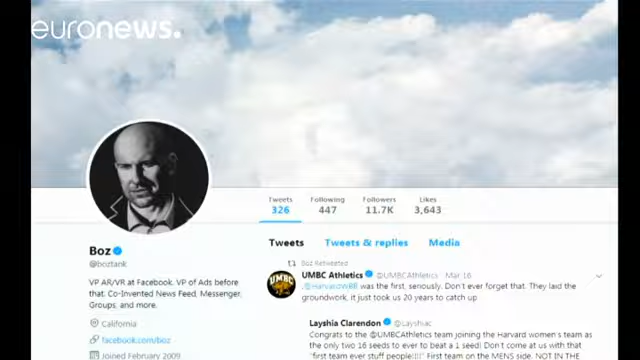 euronews.
Tweets Following Followers Likes
326 447 11.7K 3,643
Boz
@boztank
VP AR/VR at Facebook. VP of Ads before
that. Co-Invented News Feed, Messenger,
Groups, and more.
California
facebook.com/boz
Joined February 2009
Tweets Tweets & replies Media
Boz Retweeted
UMBC Athletics @UMBCAthletics Mar 16
.@HarvardWBB was the first, seriously. Don't ever forget that. They laid the
groundwork, it just took us 20 years to catch up
UMBC
Layshia Clarendon @Layshiac
Congrats to the @UMBCAthletics team joining the Harvard women's team as
the only two 16 seeds to ever to beat a 1 seed! Don't come at us with that
"first team ever stuff people!!!!" First team on the MENS side. NOT IN THE